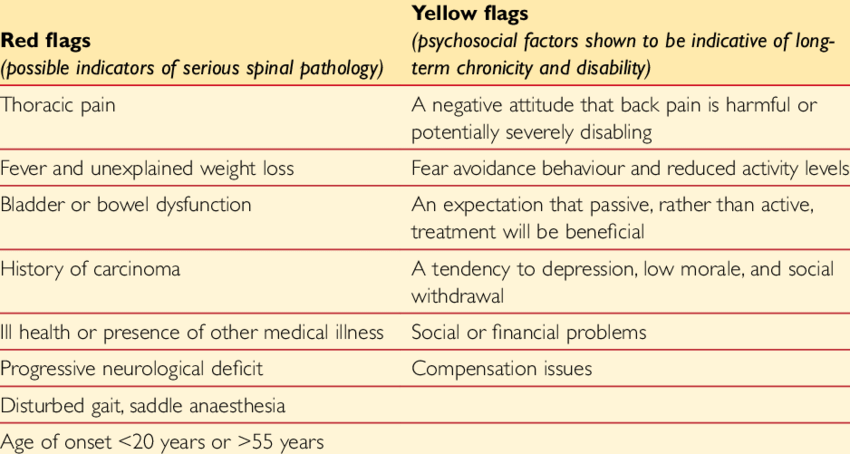 Red flags
(possible indicators of serious spinal pathology)
Yellow flags
(psychosocial factors shown to be indicative of long-
term chronicity and disability)
Thoracic pain
A negative attitude that back pain is harmful or
potentially severely disabling
Fever and unexplained weight loss
Fear avoidance behaviour and reduced activity levels
Bladder or bowel dysfunction
An expectation that passive, rather than active,
treatment will be beneficial
History of carcinoma
A tendency to depression, low morale, and social
withdrawal
Ill health or presence of other medical illness
Social or financial problems
Progressive neurological deficit
Compensation issues
Disturbed gait, saddle anaesthesia
Age of onset <20 years or >55 years